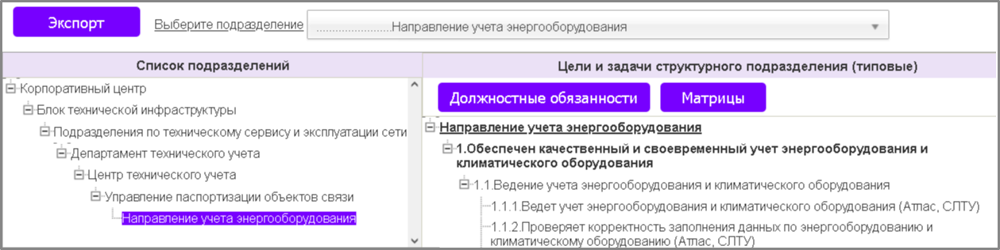 Экспорт
Выберите подразделение
........................Направление учета энергооборудования
Список подразделений
Корпоративный центр
Блок технической инфраструктуры
Подразделения по техническому сервису и эксплуатации сети
Департамент технического учета
Центр технического учета
Управление паспортизации объектов связи
Направление учета энергооборудования
Цели и задачи структурного подразделения (типовые)
Должностные обязанности
Матрицы
Направление учета энергооборудования
1.Обеспечен качественный и своевременный учет энергооборудования и
климатического оборудования
1.1.Ведение учета энергооборудования и климатического оборудования
1.1.1.Ведет учет энергооборудования и климатического оборудования (Атлас, СЛТУ)
1.1.2.Проверяет корректность заполнения данных по энергооборудованию и
климатическому оборудованию (Атлас, СЛТУ)